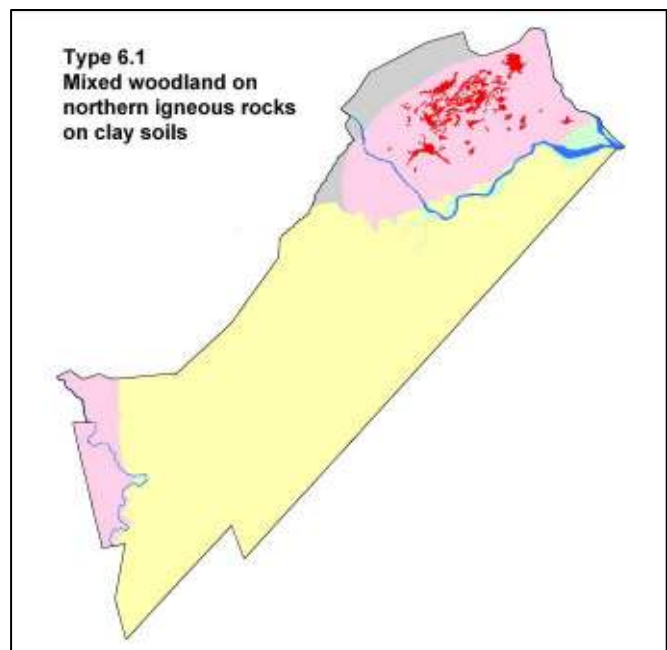 Type 6.1
Mixed woodland on
northern igneous rocks
on clay soils